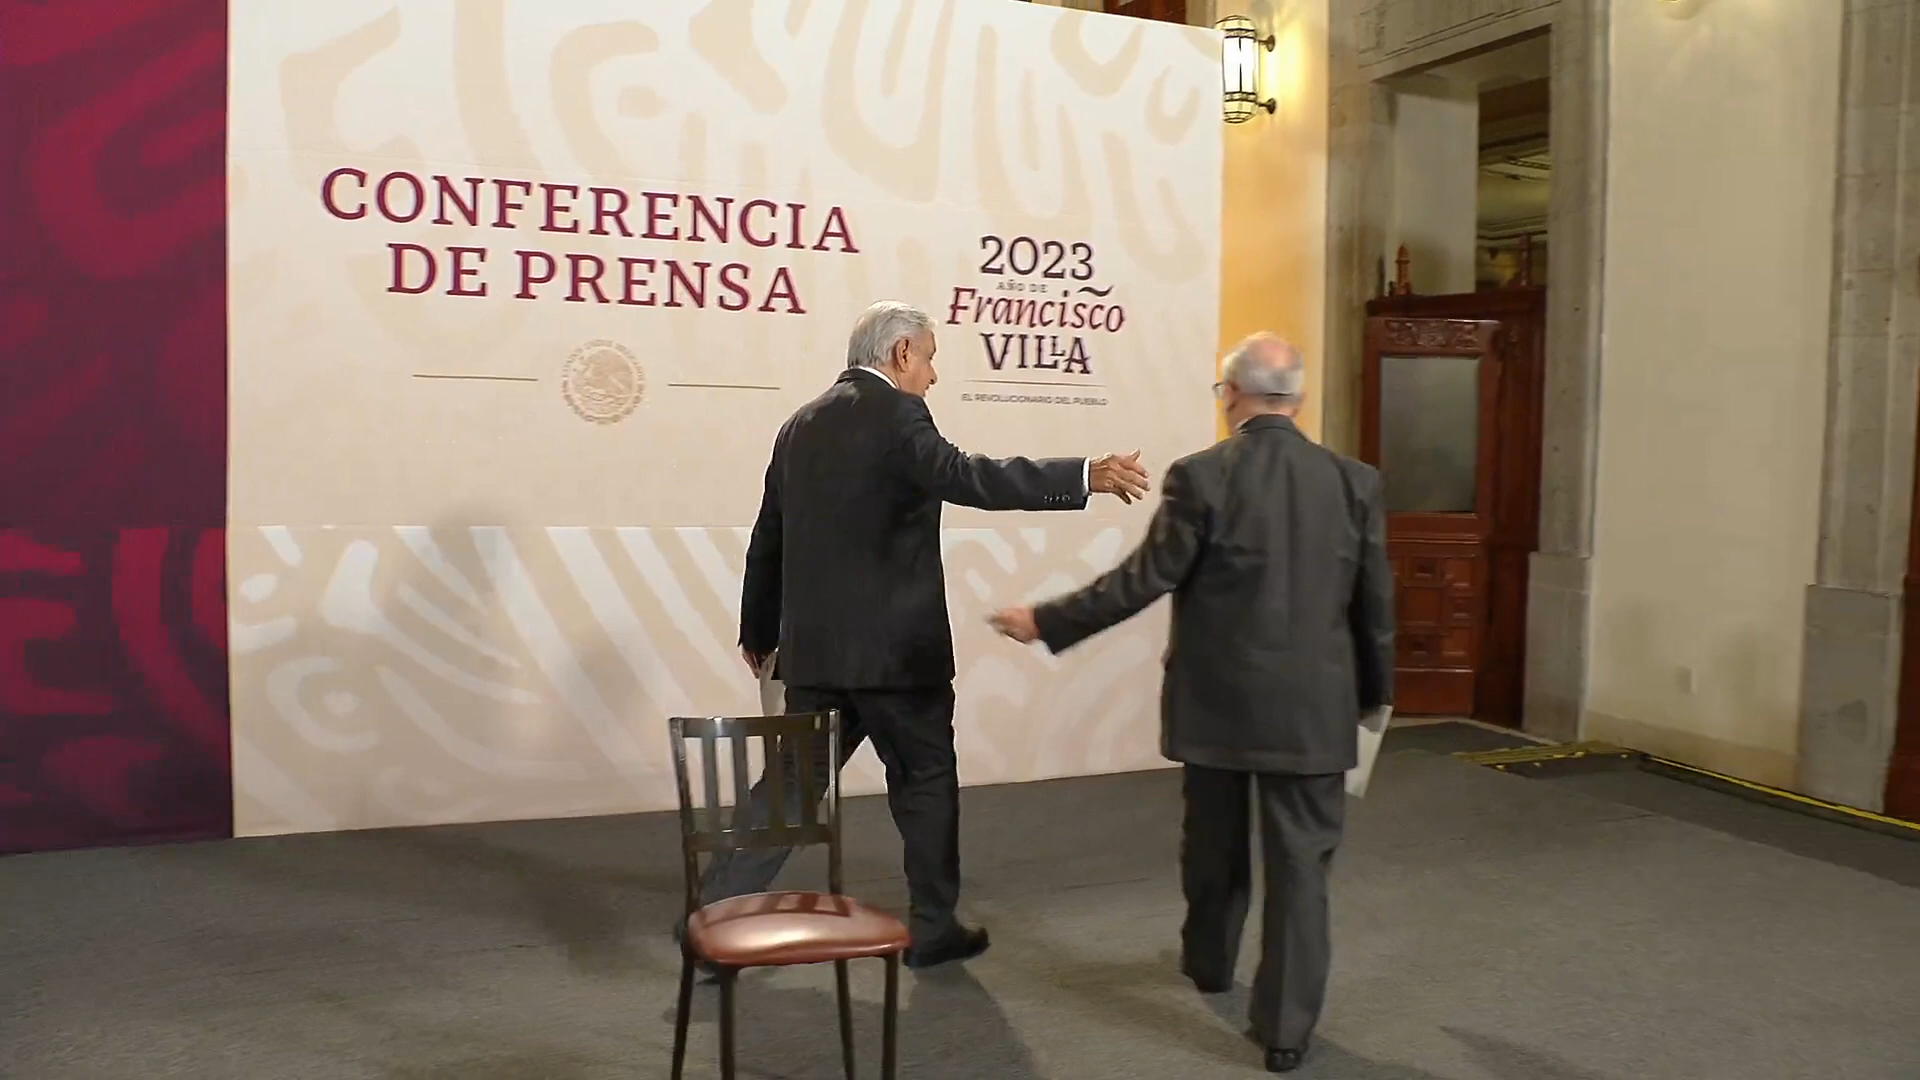 CONFERENCIA
DE PRENSA
2023
AÑO DE
Francisco
VILLA
EL REVOLUCIONARIO DEL PUEBLO